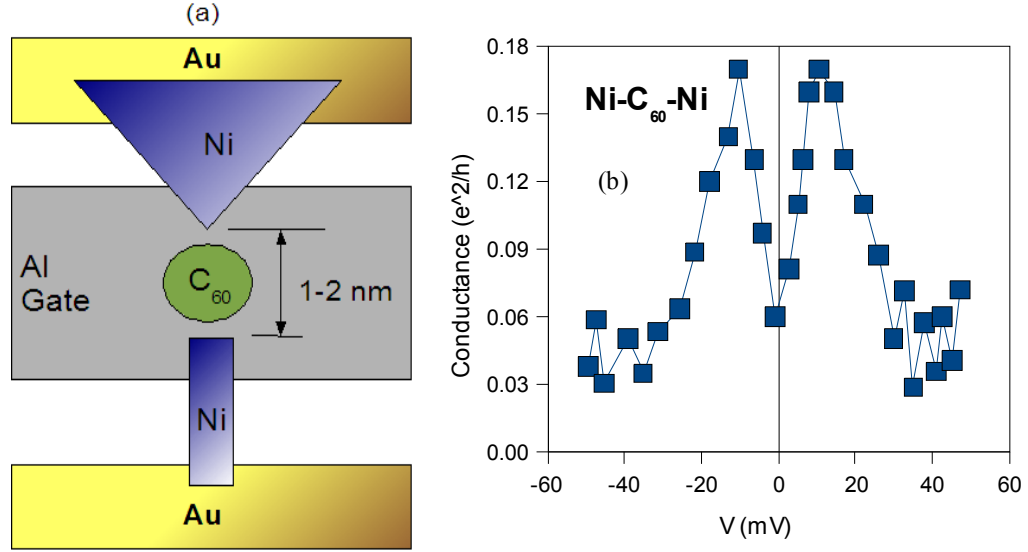 (a)
Au
Ni
Al
Gate
C60
1-2 nm
Ni
Au
Conductance (e^2/h)
0.18
0.15
0.12
0.09
0.06
0.03
0.00
Ni-C60-Ni
(b)
-60
-40
-20
0
20
40
60
V (mV)